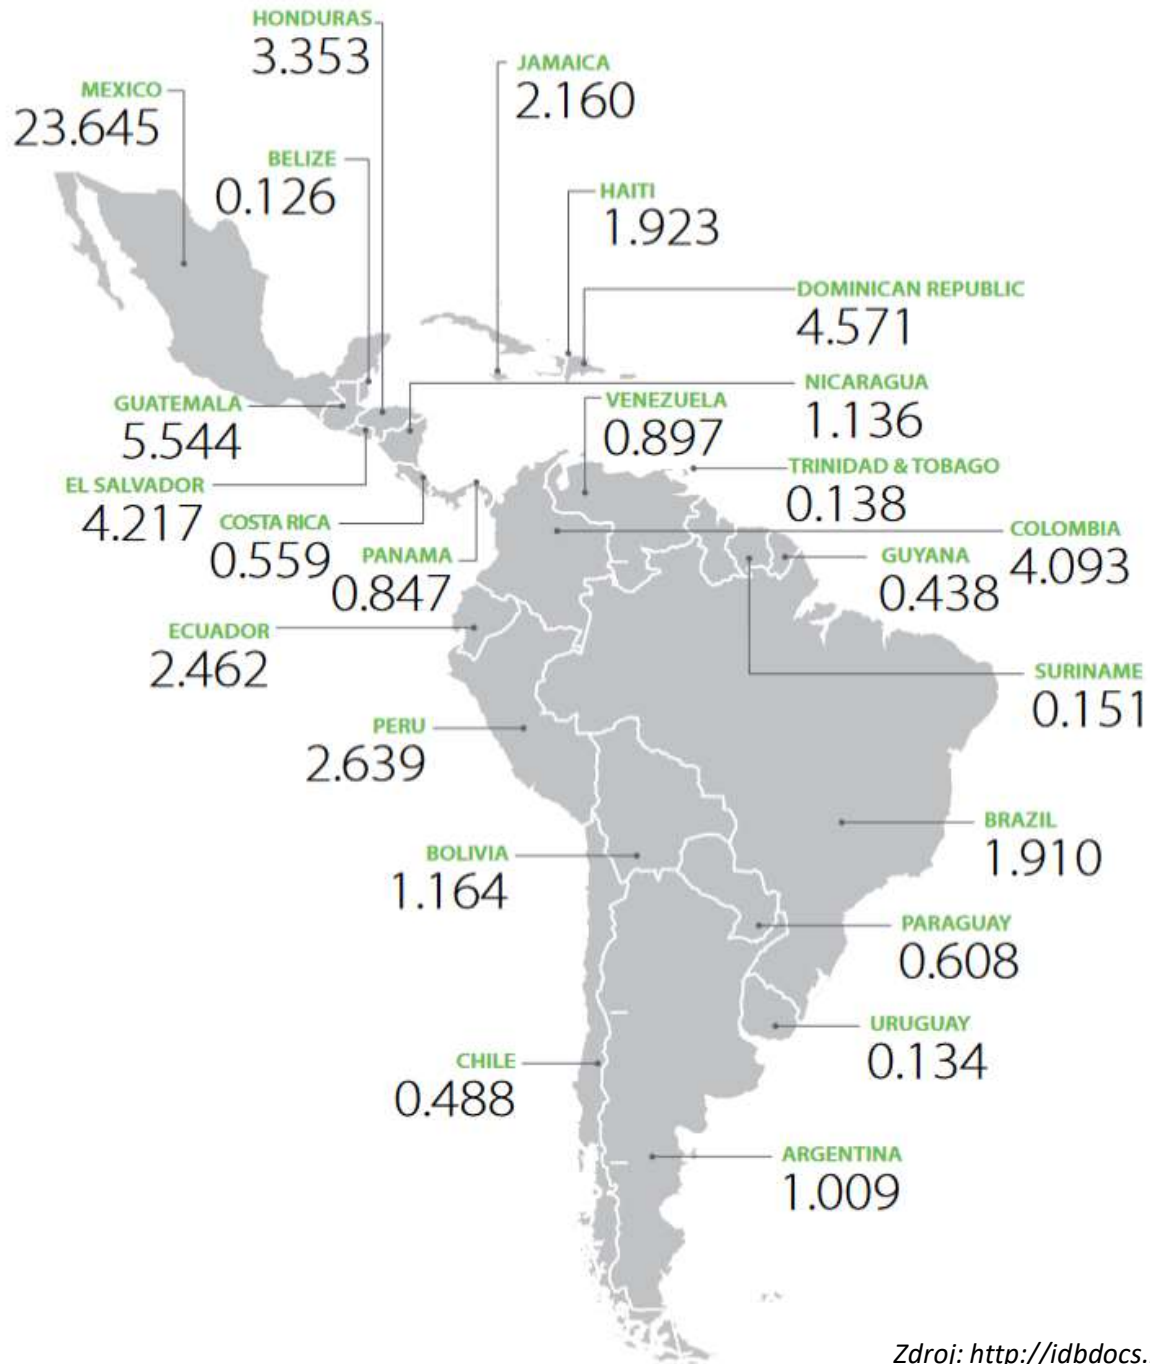 HONDURAS
3.353
JAMAICA
2.160
MEXICO
23.645
BELIZE
0.126
HAITI
1.923
DOMINICAN REPUBLIC
4.571
NICARAGUA
1.136
VENEZUELA
0.897
GUATEMALA
5.544
TRINIDAD & TOBAGO
0.138
EL SALVADOR
4.217
COSTA RICA
0.559
PANAMA
0.847
COLOMBIA
4.093
GUYANA
0.438
ECUADOR
2.462
SURINAME
0.151
PERU
2.639
BRAZIL
1.910
BOLIVIA
1.164
PARAGUAY
0.608
URUGUAY
0.134
CHILE
0.488
ARGENTINA
1.009
Zdroj: http://idbdocs.